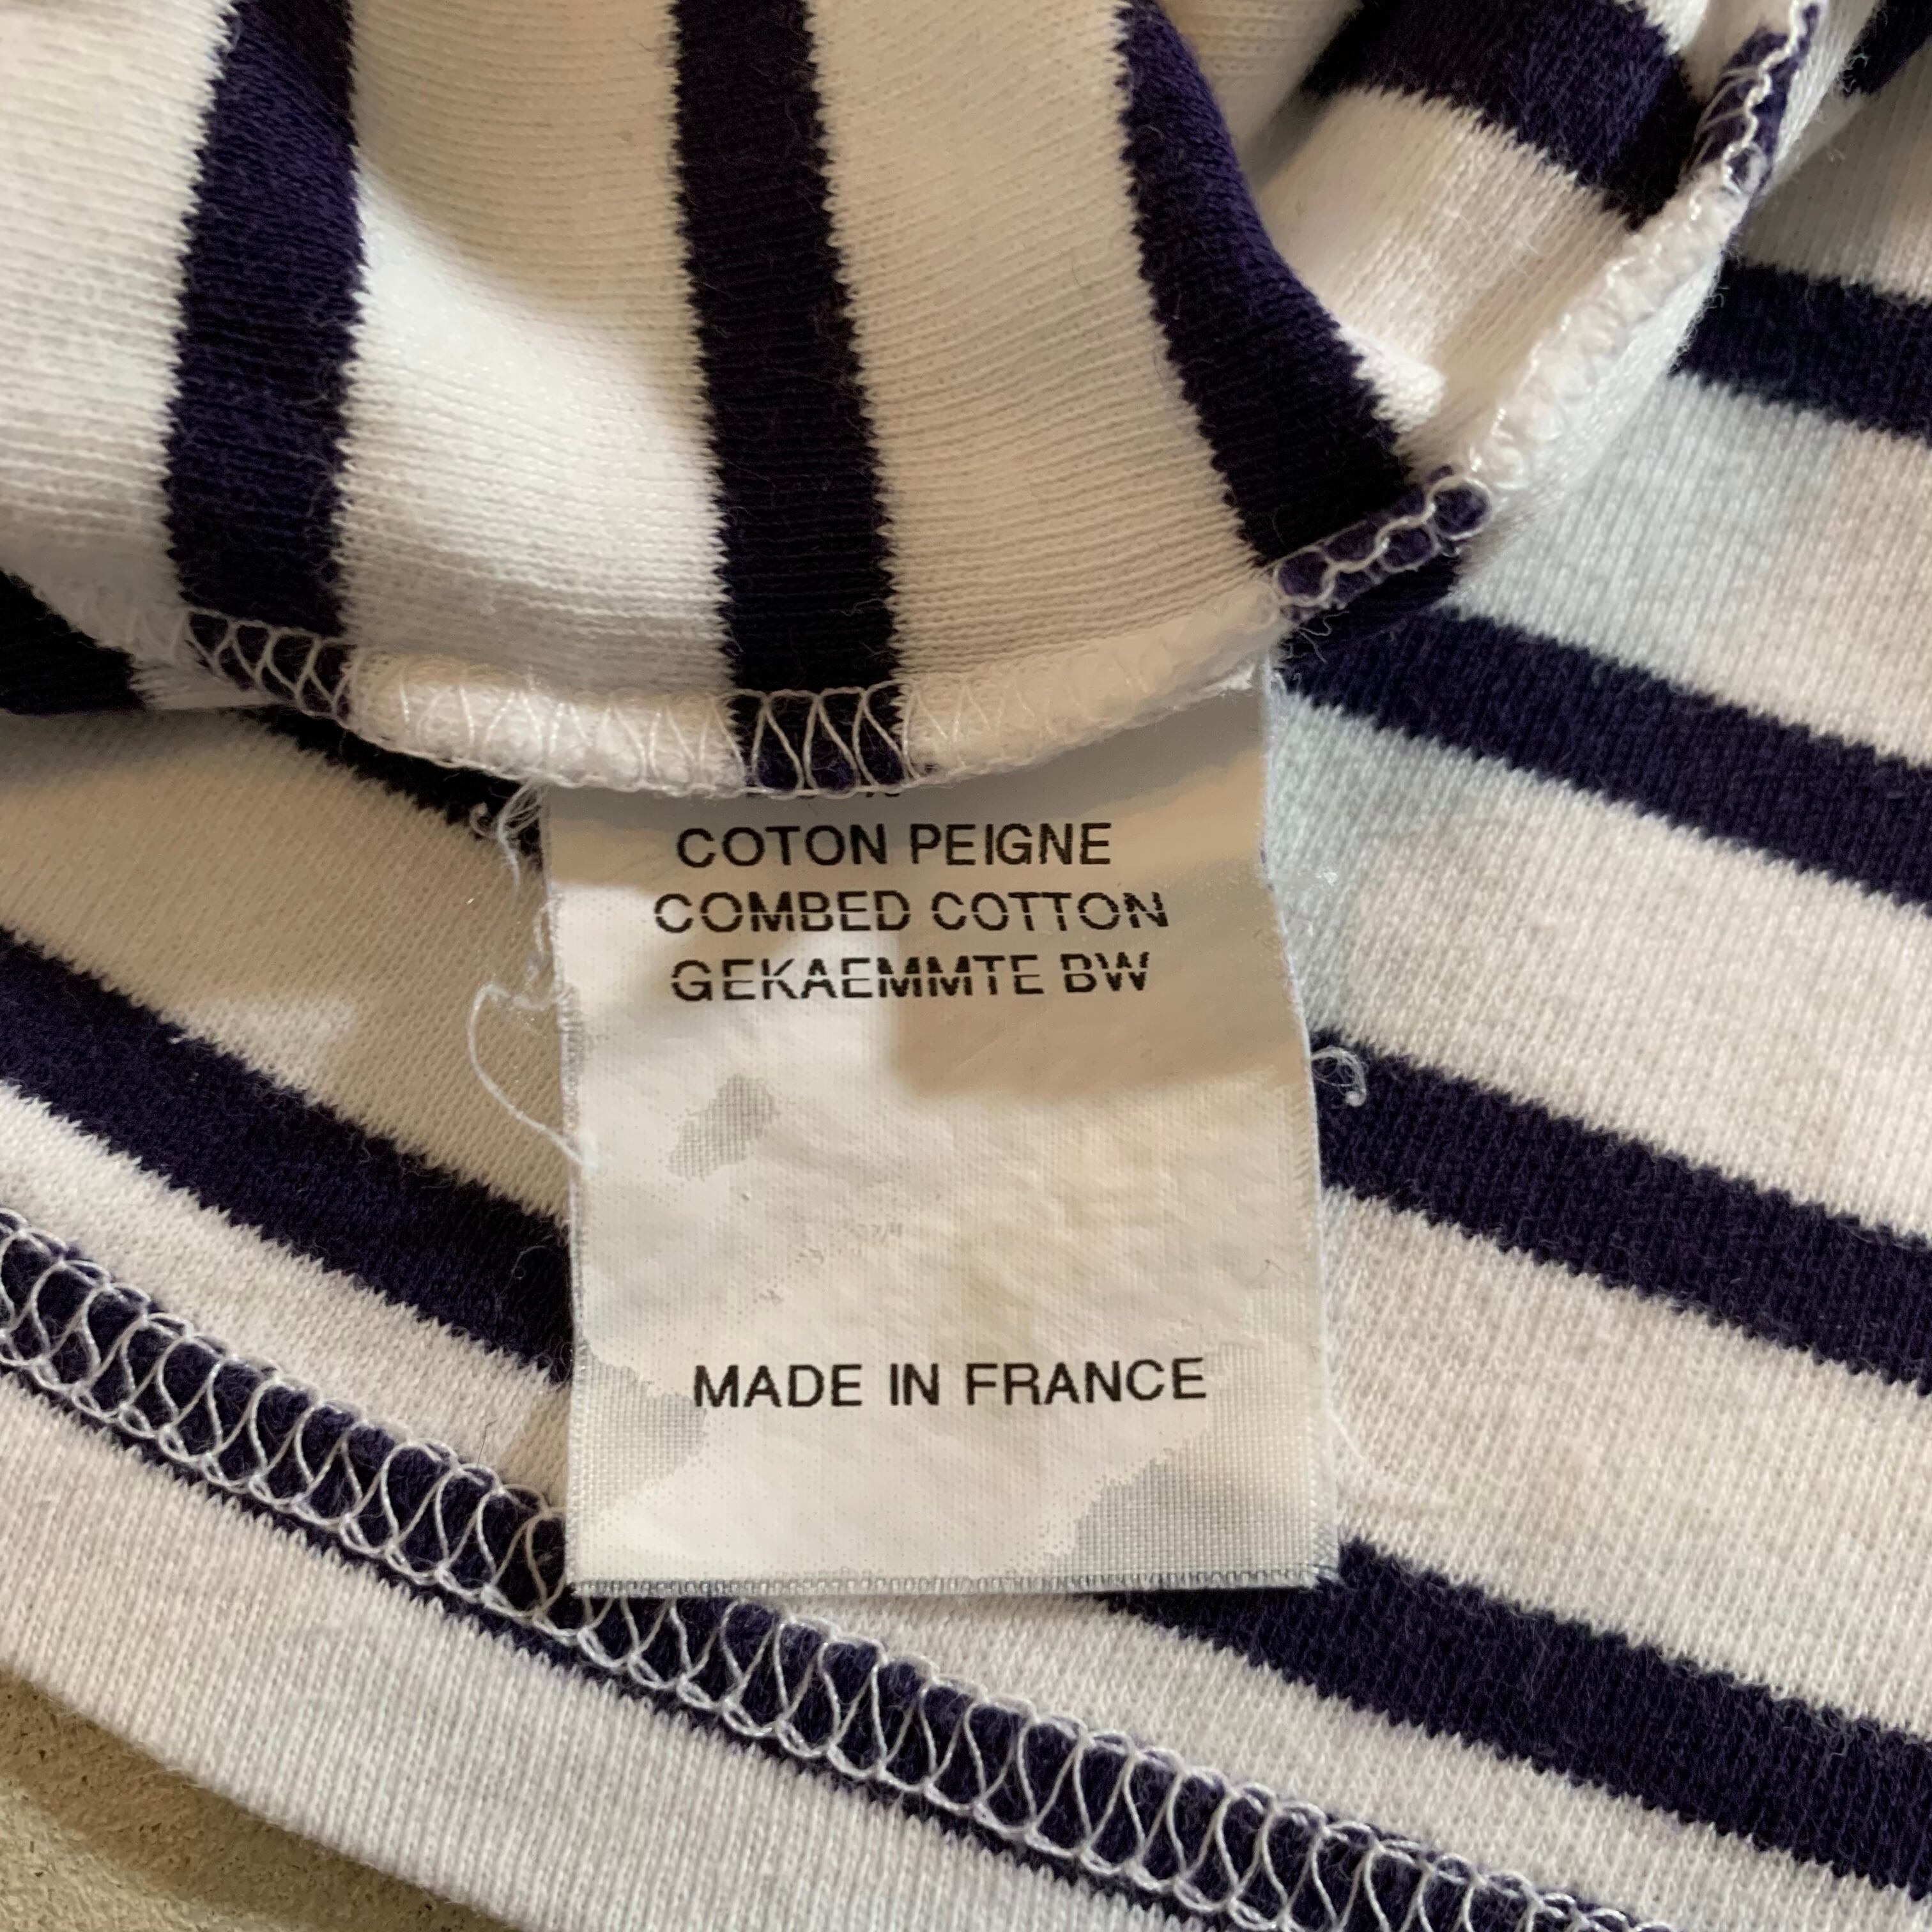 COTON PEIGNE
COMBED COTTON
GEKAEMMTE BW
MADE IN FRANCE